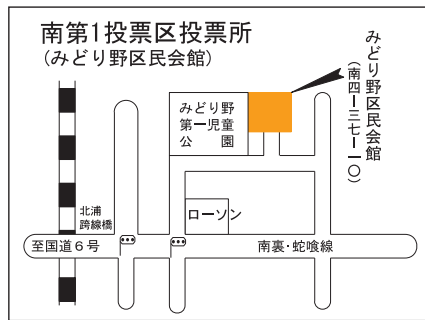 南第1投票区投票所
(みどり野区民会館)
みどり野区民会館
(南四ー三七ー一〇)
みどり野
第一児童
公園
北浦
跨線橋
ローソン
至国道6号
南裏・蛇喰線